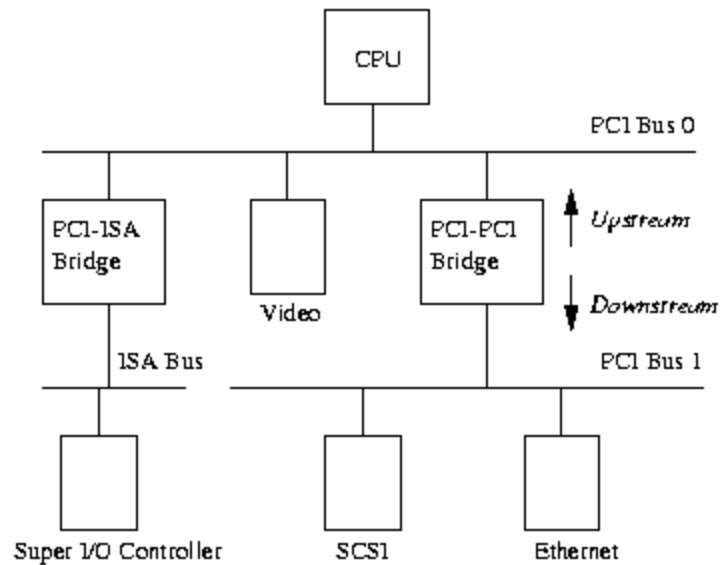 CPU
PCI Bus 0
PCI-ISA
Bridge
PCI-PCI
Bridge
Upstream
Video
Downstream
ISA Bus
PCI Bus 1
Super I/O Controller
SCSI
Ethernet